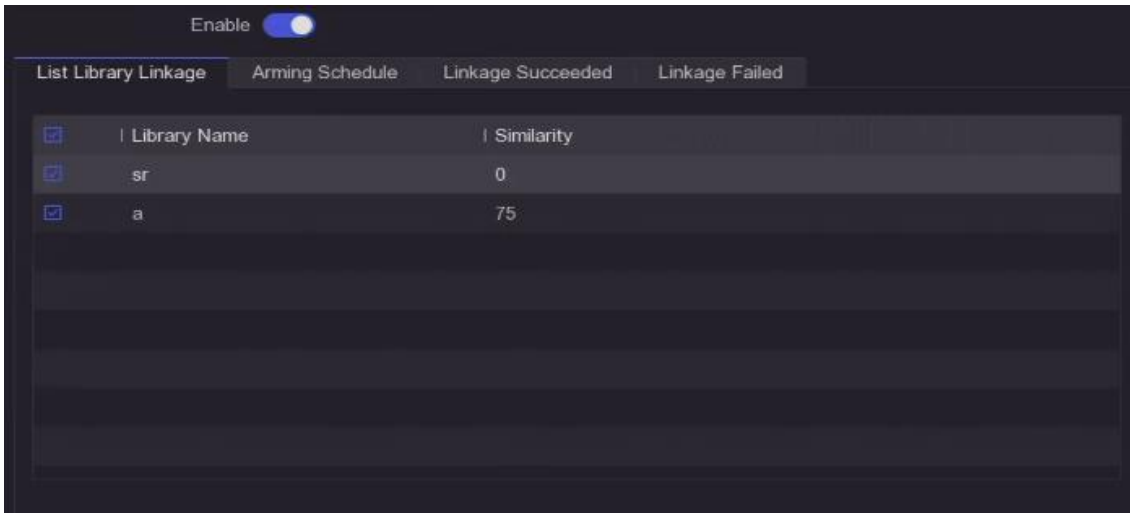 Enable
List Library Linkage Arming Schedule Linkage Succeeded Linkage Failed
Library Name Similarity
sr 0
a 75